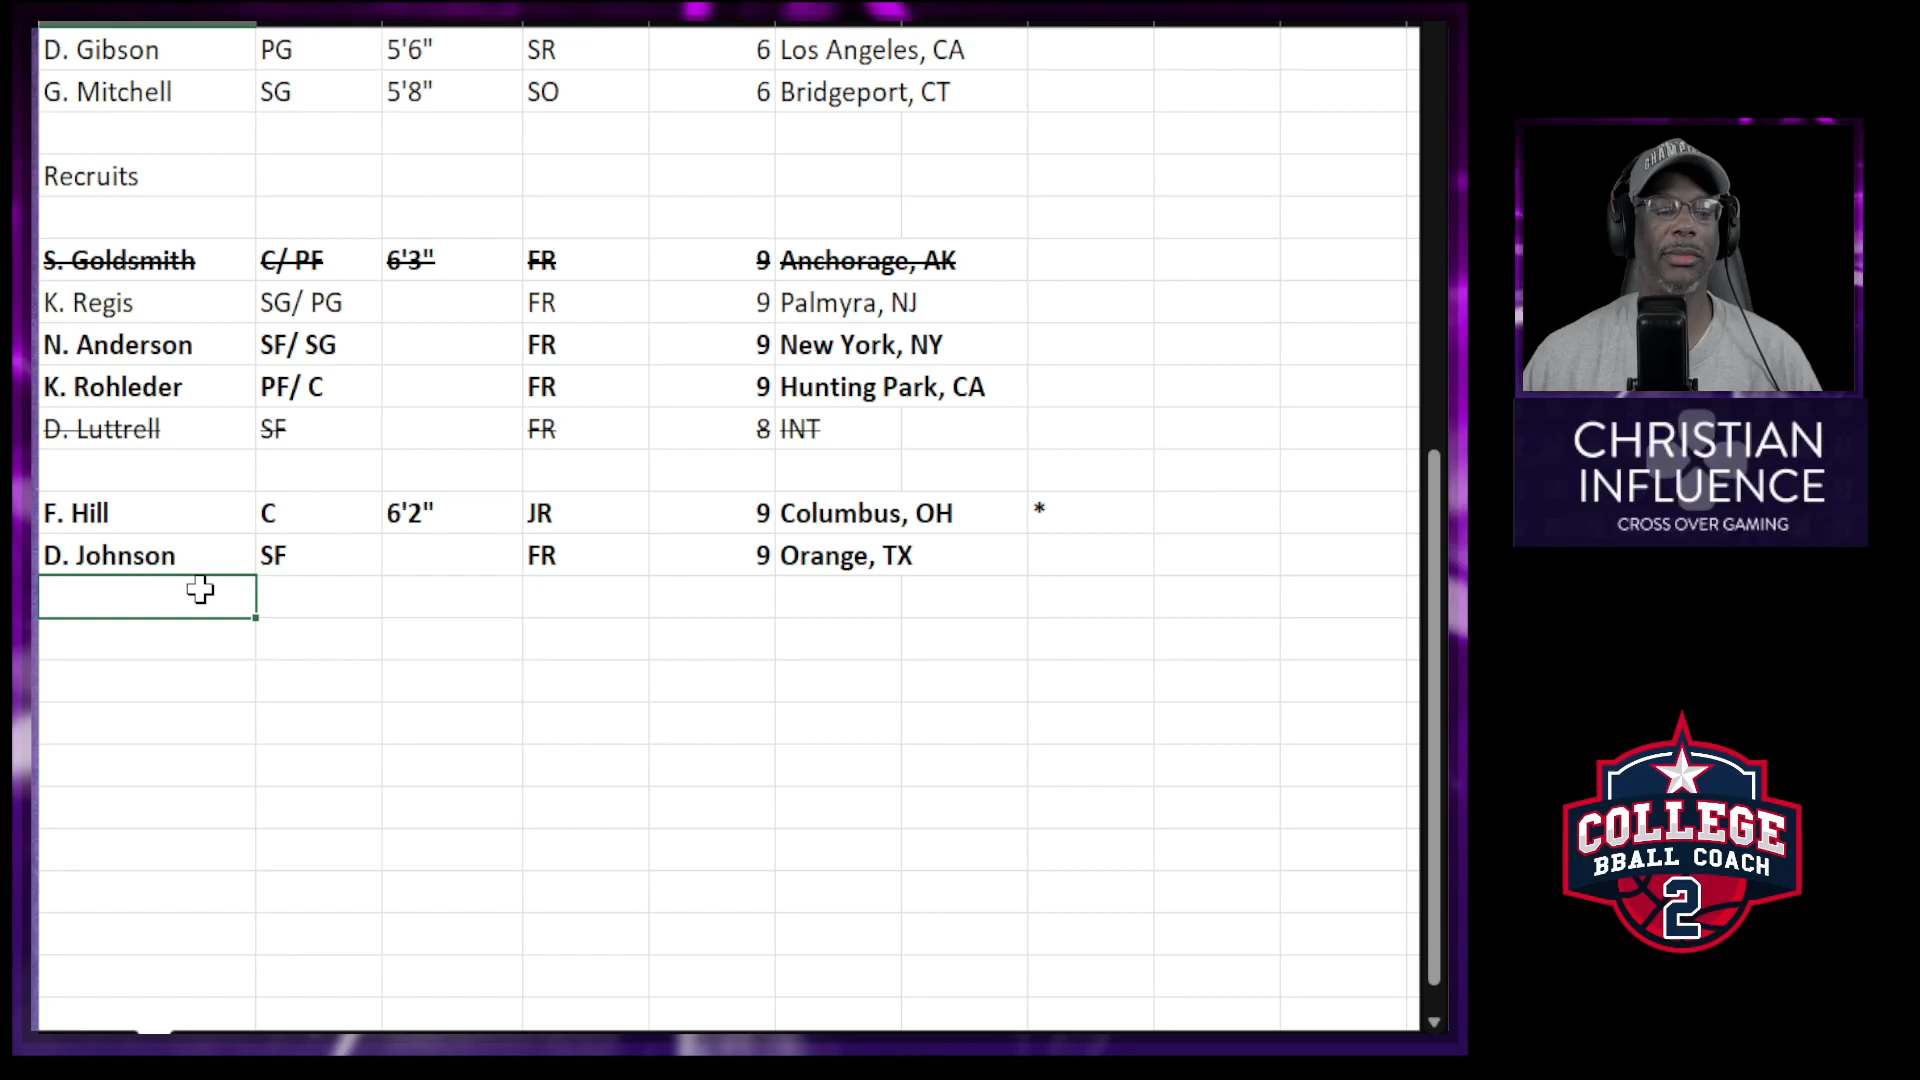 D. Gibson PG 5'6" SR 6 Los Angeles, CA
G. Mitchell SG 5'8" SO 6 Bridgeport, CT
Recruits
S. Goldsmith C/ PF 6'3" FR 9 Anchorage, AK
K. Regis SG/ PG FR 9 Palmyra, NJ
N. Anderson SF/ SG FR 9 New York, NY
K. Rohleder PF/ C FR 9 Hunting Park, CA
D. Luttrell SF FR 8 INT
F. Hill C 6'2" JR 9 Columbus, OH *
D. Johnson SF FR 9 Orange, TX
CHRISTIAN
INFLUENCE
CROSS OVER GAMING
COLLEGE
BBALL COACH
2